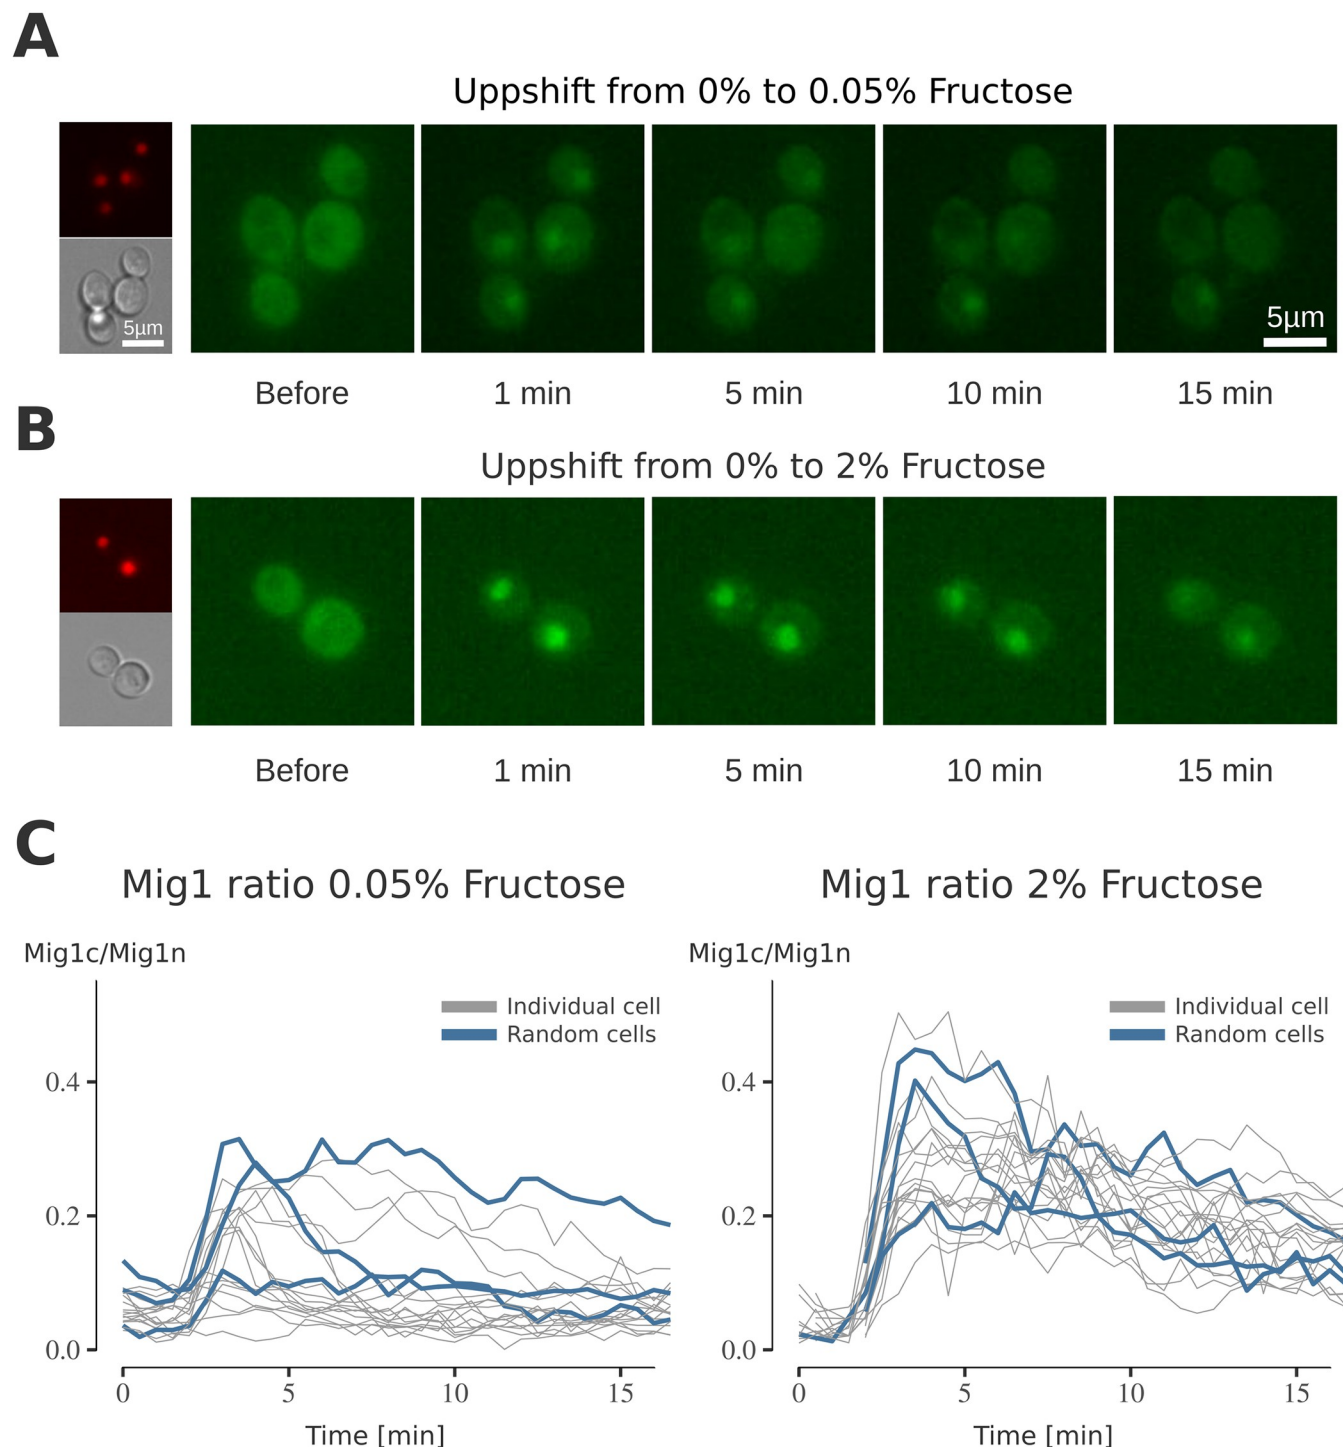 A
Uppshift from 0% to 0.05% Fructose
5µm
5µm
Before 1 min 5 min 10 min 15 min
B
Uppshift from 0% to 2% Fructose
Before 1 min 5 min 10 min 15 min
C
Mig1 ratio 0.05% Fructose
Mig1c/Mig1n
Individual cell
Random cells
0.4
0.2
0.0
0 5 10 15
Time [min]
Mig1 ratio 2% Fructose
Mig1c/Mig1n
Individual cell
Random cells
0.4
0.2
0.0
0 5 10 15
Time [min]